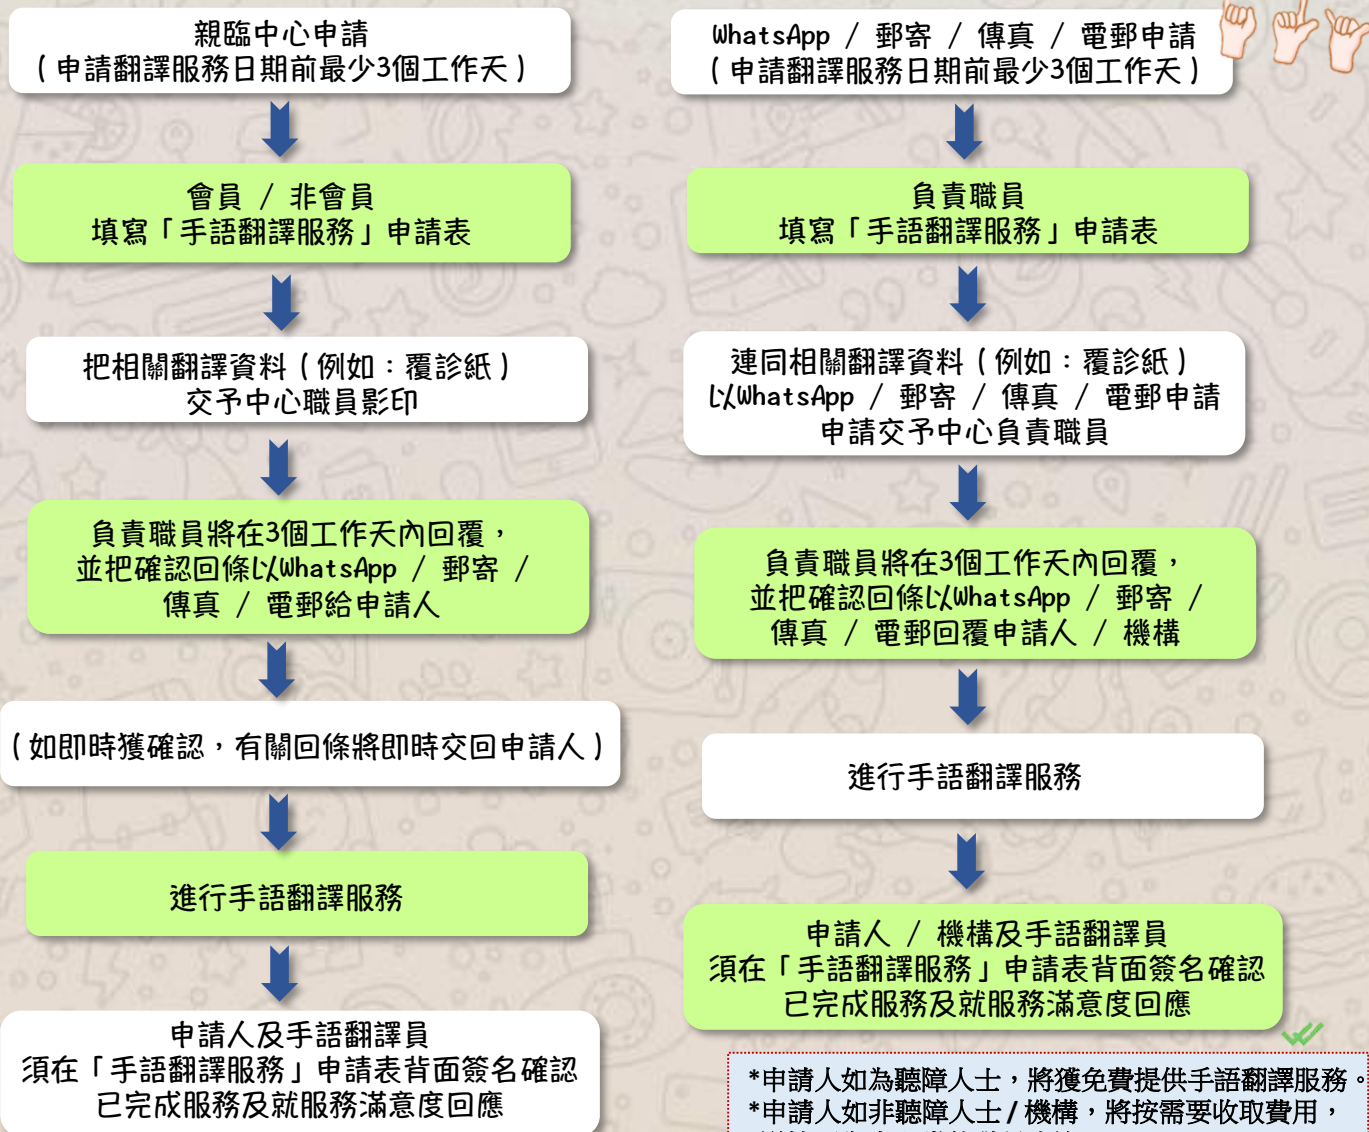 親臨中心申請
(申請翻譯服務日期前最少3個工作天)
會員 / 非會員
填寫「手語翻譯服務」申請表
把相關翻譯資料(例如：覆診紙)
交予中心職員影印
負責職員將在3個工作天內回覆，
並把確認回條以WhatsApp / 郵寄 /
傳真 / 電郵給申請人
(如即時獲確認，有關回條將即時交回申請人)
進行手語翻譯服務
申請人及手語翻譯員
須在「手語翻譯服務」申請表背面簽名確認
已完成服務及就服務滿意度回應
WhatsApp / 郵寄 / 傳真 / 電郵申請
(申請翻譯服務日期前最少3個工作天)
負責職員
填寫「手語翻譯服務」申請表
連同相關翻譯資料(例如：覆診紙)
以WhatsApp / 郵寄 / 傳真 / 電郵申請
申請交予中心負責職員
負責職員將在3個工作天內回覆，
並把確認回條以WhatsApp / 郵寄 /
傳真 / 電郵回覆申請人 / 機構
進行手語翻譯服務
申請人 / 機構及手語翻譯員
須在「手語翻譯服務」申請表背面簽名確認
已完成服務及就服務滿意度回應
*申請人如為聽障人士，將獲免費提供手語翻譯服務。
*申請人如非聽障人士/機構，將按需要收取費用，